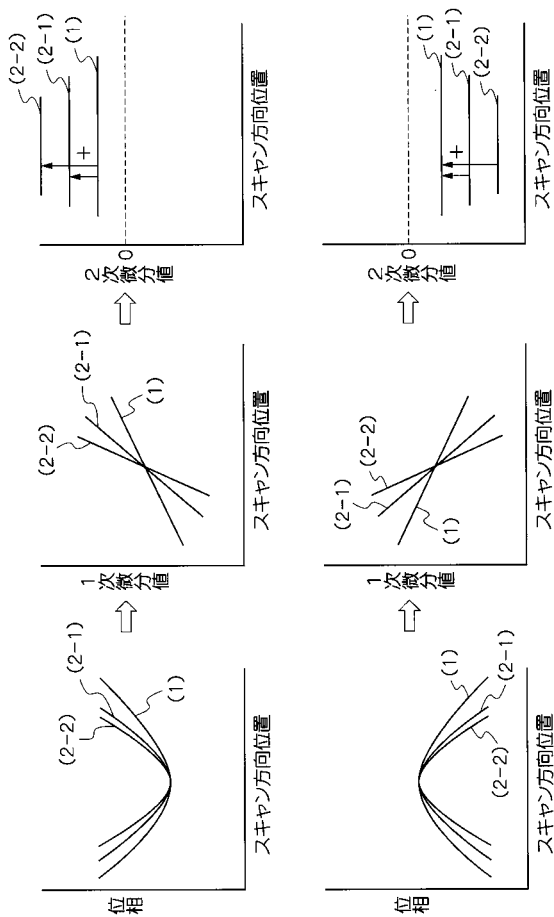 位相
(2-2)
(2-1)
(1)
スキャン方向位置
1次微分値
(2-2)
(2-1)
(1)
スキャン方向位置
2次微分値
0
+
(2-2)
(2-1)
(1)
スキャン方向位置
位相
(1)
(2-1)
(2-2)
スキャン方向位置
1次微分値
(2-2)
(2-1)
(1)
スキャン方向位置
2次微分値
0
+
(1)
(2-1)
(2-2)
スキャン方向位置